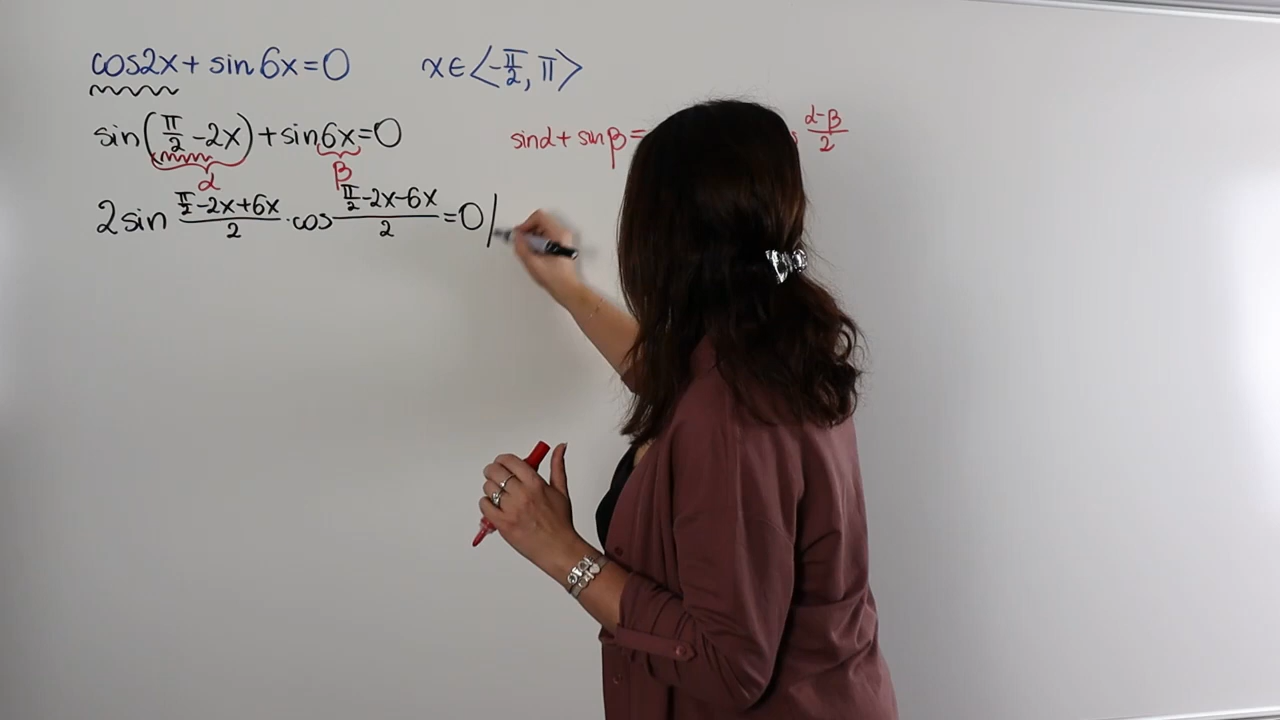 cos2x + sin6x = 0 x∈⟨-π/2, π⟩
sin(π/2 - 2x) + sin6x = 0 sinα + sinβ = α-β/2
α β
2sin (π/2 - 2x + 6x)/2 · cos (π/2 - 2x - 6x)/2 = 0 |